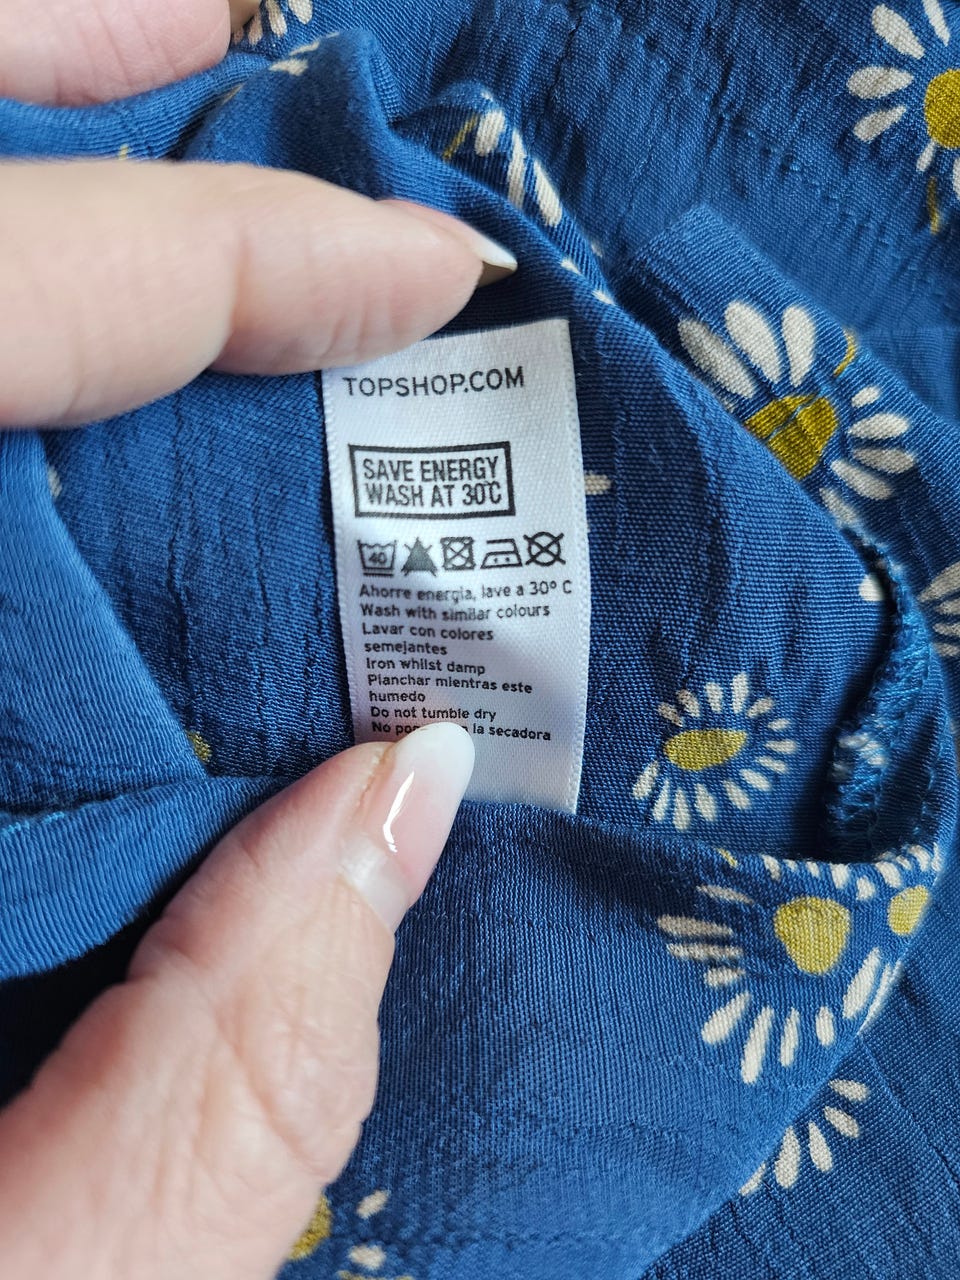 TOPSHOP.COM
SAVE ENERGY
WASH AT 30°C
40
Ahorre energia, lave a 30° C
Wash with similar colours
Lavar con colores
semejantes
Iron whilst damp
Planchar mientras este
humedo
Do not tumble dry
No la secadora